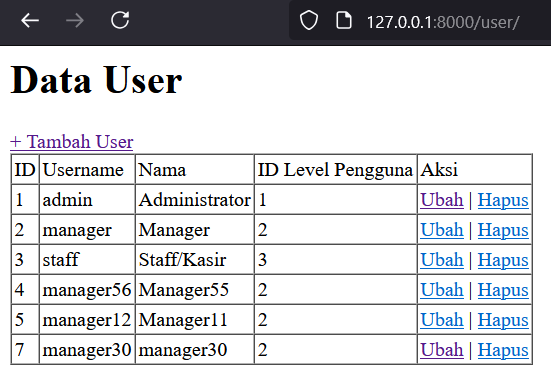 127.0.0.1:8000/user/
Data User
+ Tambah User
ID Username Nama ID Level Pengguna Aksi
1 admin Administrator 1 Ubah | Hapus
2 manager Manager 2 Ubah | Hapus
3 staff Staff/Kasir 3 Ubah | Hapus
4 manager56 Manager55 2 Ubah | Hapus
5 manager12 Manager11 2 Ubah | Hapus
7 manager30 manager30 2 Ubah | Hapus